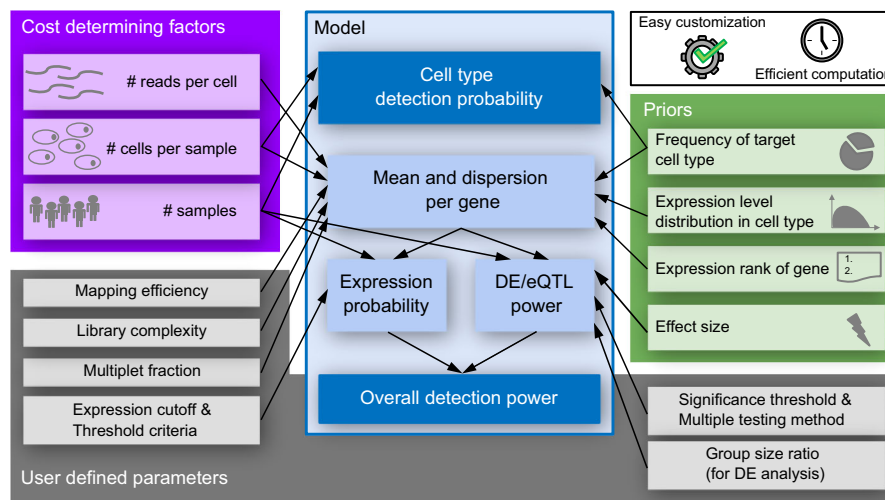 Cost determining factors
# reads per cell
# cells per sample
# samples
Model
Cell type
detection probability
Mean and dispersion
per gene
Expression
probability
DE/eQTL
power
Overall detection power
Easy customization
Efficient computation
Priors
Frequency of target
cell type
Expression level
distribution in cell type
Expression rank of gene
1.
2.
Effect size
Mapping efficiency
Library complexity
Multiplet fraction
Expression cutoff &
Threshold criteria
User defined parameters
Significance threshold &
Multiple testing method
Group size ratio
(for DE analysis)